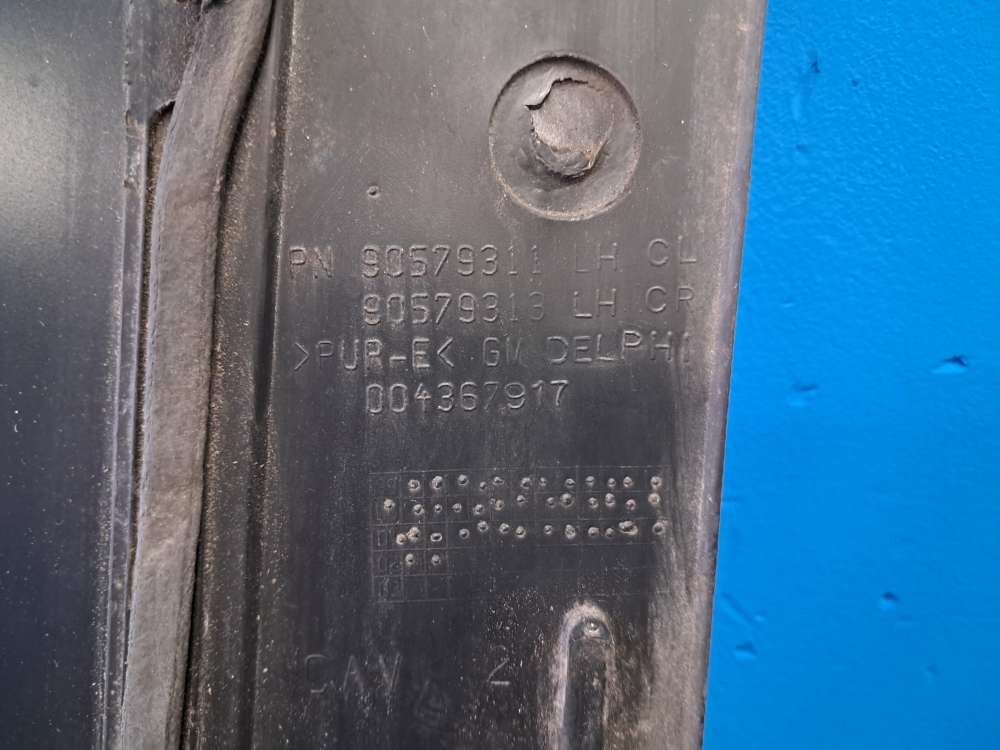 PN 90579311 LH CL
90579313 LH CR
>PUR-E< GM DELPHI
004367917
CAV 2